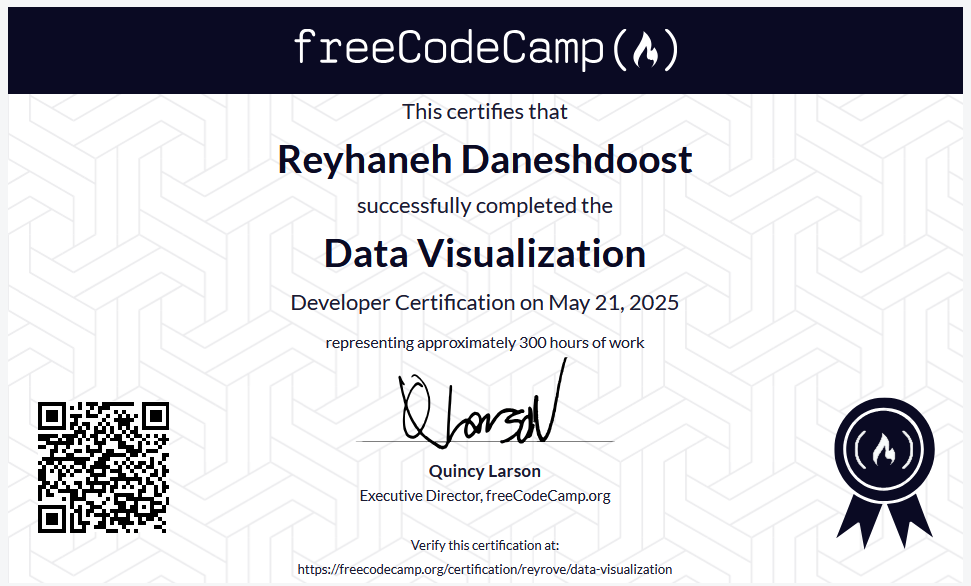 freeCodeCamp
This certifies that
Reyhaneh Daneshdoost
successfully completed the
Data Visualization
Developer Certification on May 21, 2025
representing approximately 300 hours of work
Q Larson
Quincy Larson
Executive Director, freeCodeCamp.org
Verify this certification at:
https://freecodecamp.org/certification/reyrove/data-visualization